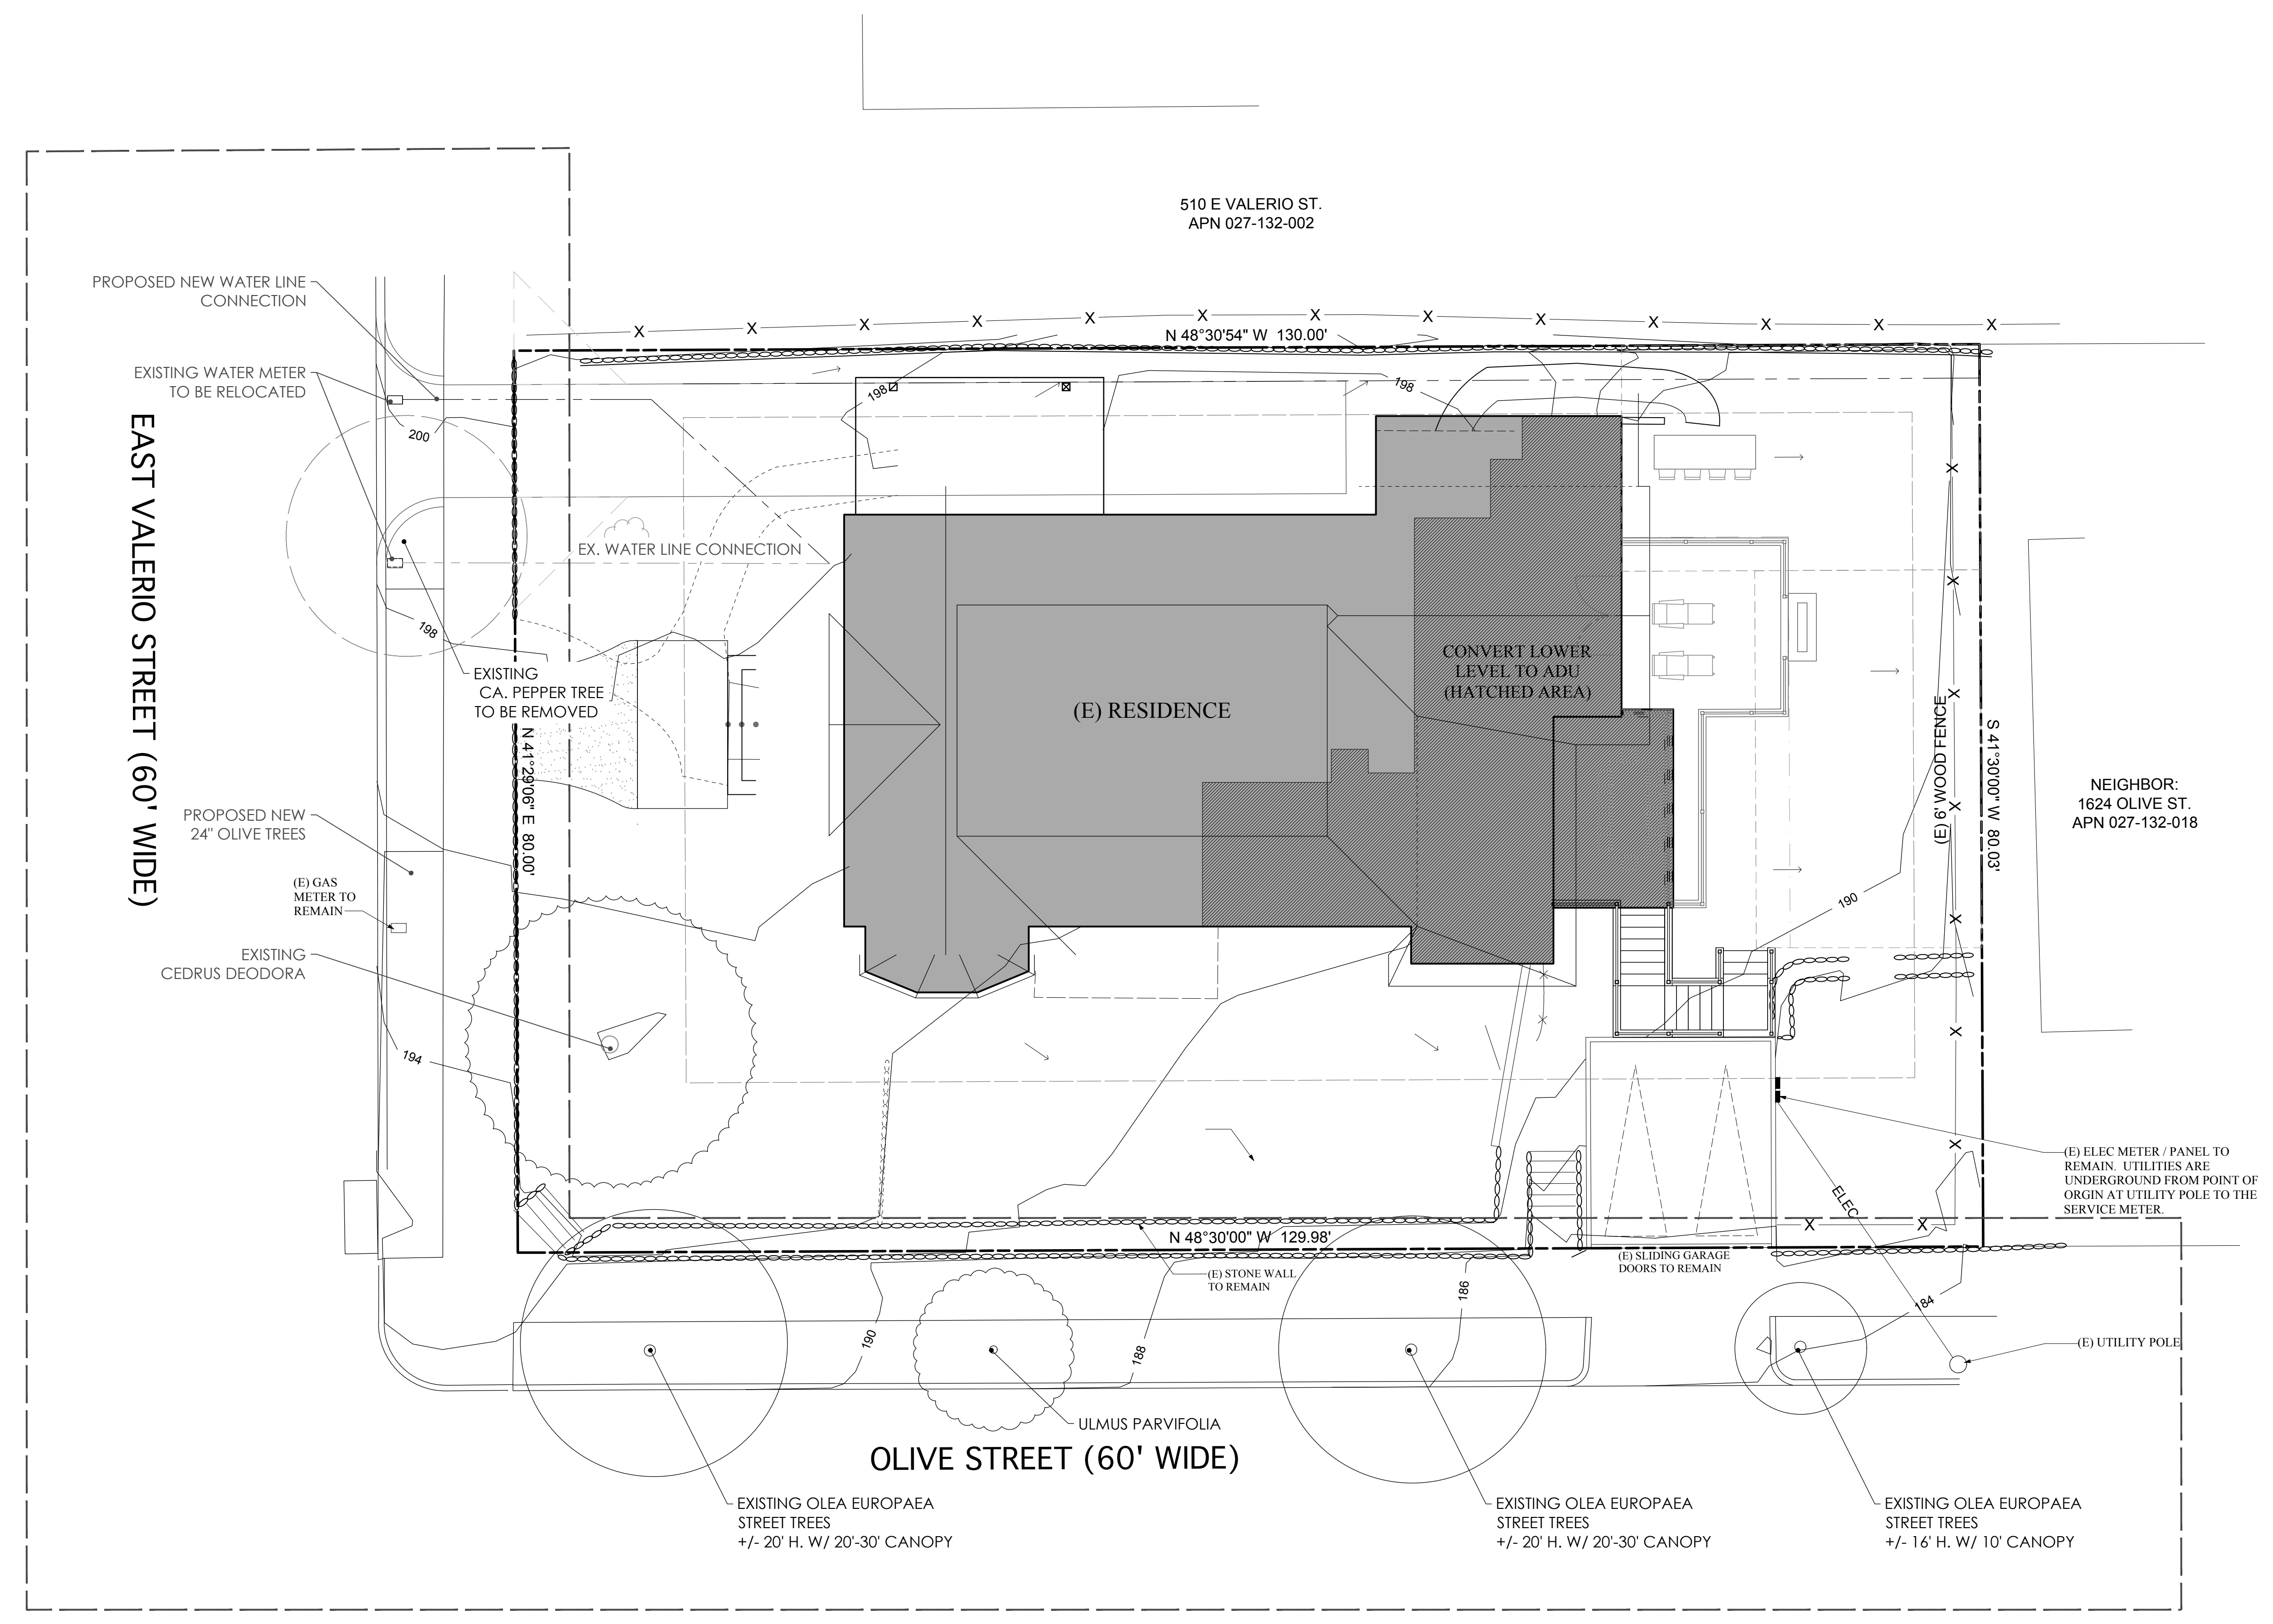 510 E VALERIO ST.
APN 027-132-002
PROPOSED NEW WATER LINE
CONNECTION
X X X X X X X X X X X X X
N 48°30'54" W 130.00'
EXISTING WATER METER
TO BE RELOCATED
198
198
200
EAST VALERIO STREET (60' WIDE)
EX. WATER LINE CONNECTION
198
EXISTING
CA. PEPPER TREE
TO BE REMOVED
N 41°29'06" E 80.00'
(E) RESIDENCE
CONVERT LOWER
LEVEL TO ADU
(HATCHED AREA)
X X X X X X X
(E) 6' WOOD FENCE
S 41°30'00" W 80.03'
NEIGHBOR:
1624 OLIVE ST.
APN 027-132-018
PROPOSED NEW
24" OLIVE TREES
(E) GAS
METER TO
REMAIN
190
EXISTING
CEDRUS DEODORA
194
(E) ELEC METER / PANEL TO
REMAIN. UTILITIES ARE
UNDERGROUND FROM POINT OF
ORGIN AT UTILITY POLE TO THE
SERVICE METER.
ELEC
X X
N 48°30'00" W 129.98'
(E) STONE WALL
TO REMAIN
(E) SLIDING GARAGE
DOORS TO REMAIN
190
188
186
184
(E) UTILITY POLE
ULMUS PARVIFOLIA
OLIVE STREET (60' WIDE)
EXISTING OLEA EUROPAEA
STREET TREES
+/- 20' H. W/ 20'-30' CANOPY
EXISTING OLEA EUROPAEA
STREET TREES
+/- 20' H. W/ 20'-30' CANOPY
EXISTING OLEA EUROPAEA
STREET TREES
+/- 16' H. W/ 10' CANOPY